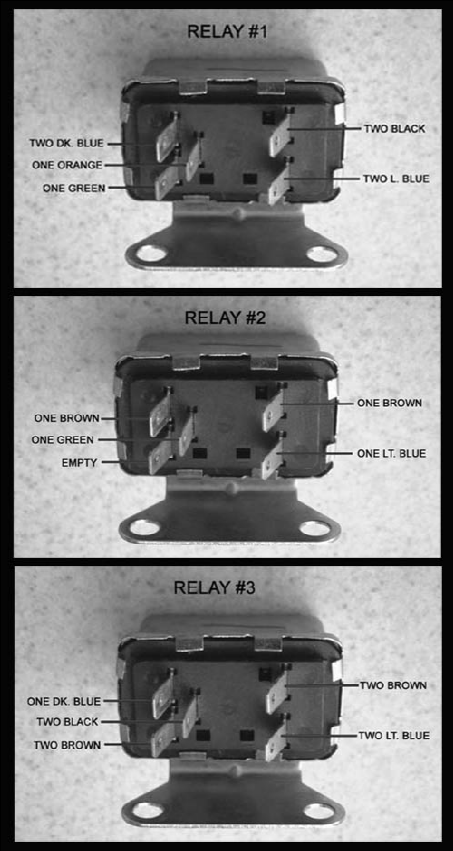 RELAY #1
TWO DK. BLUE
TWO BLACK
ONE ORANGE
TWO L. BLUE
ONE GREEN
RELAY #2
ONE BROWN
ONE BROWN
ONE GREEN
ONE LT. BLUE
EMPTY
RELAY #3
TWO BROWN
ONE DK. BLUE
TWO BLACK
TWO LT. BLUE
TWO BROWN